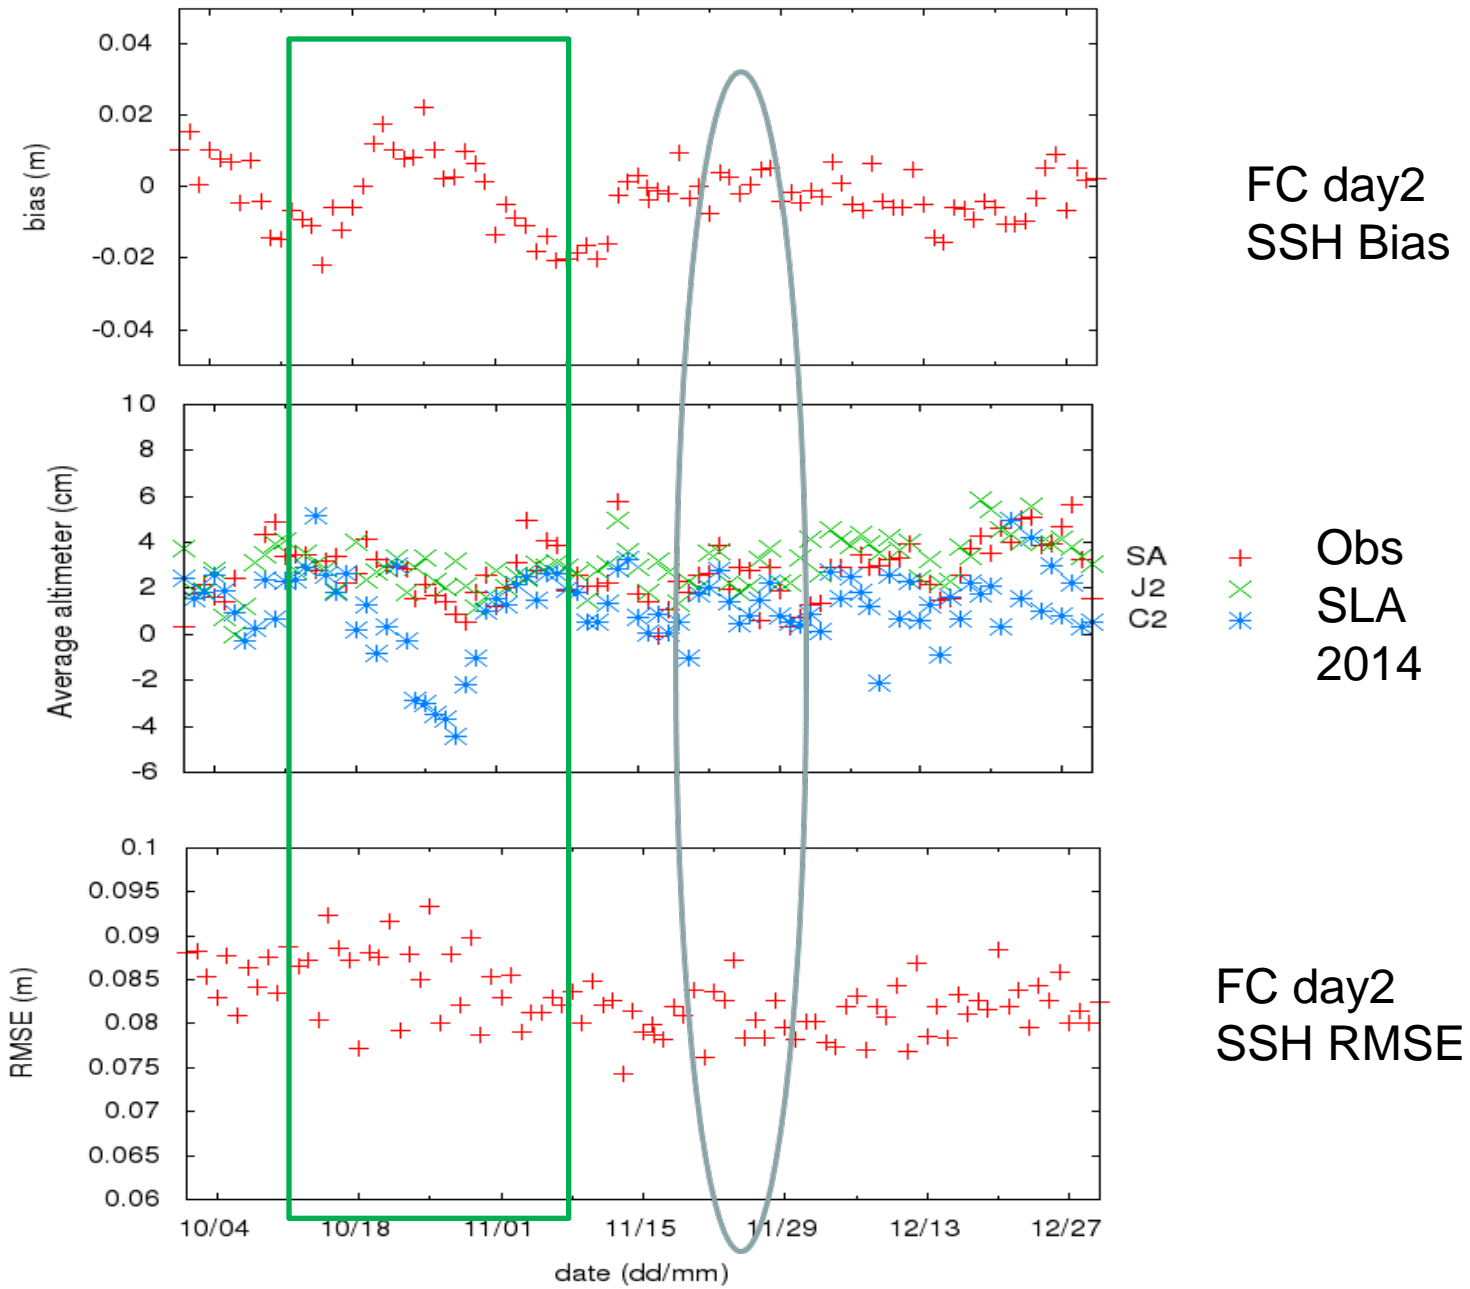 0.04
0.02
0
-0.02
-0.04
bias (m)
FC day2
SSH Bias
10
8
6
4
2
0
-2
-4
-6
Average altimeter (cm)
SA
J2
C2
Obs
SLA
2014
0.1
0.095
0.09
0.085
0.08
0.075
0.07
0.065
0.06
RMSE (m)
FC day2
SSH RMSE
10/04 10/18 11/01 11/15 11/29 12/13 12/27
date (dd/mm)